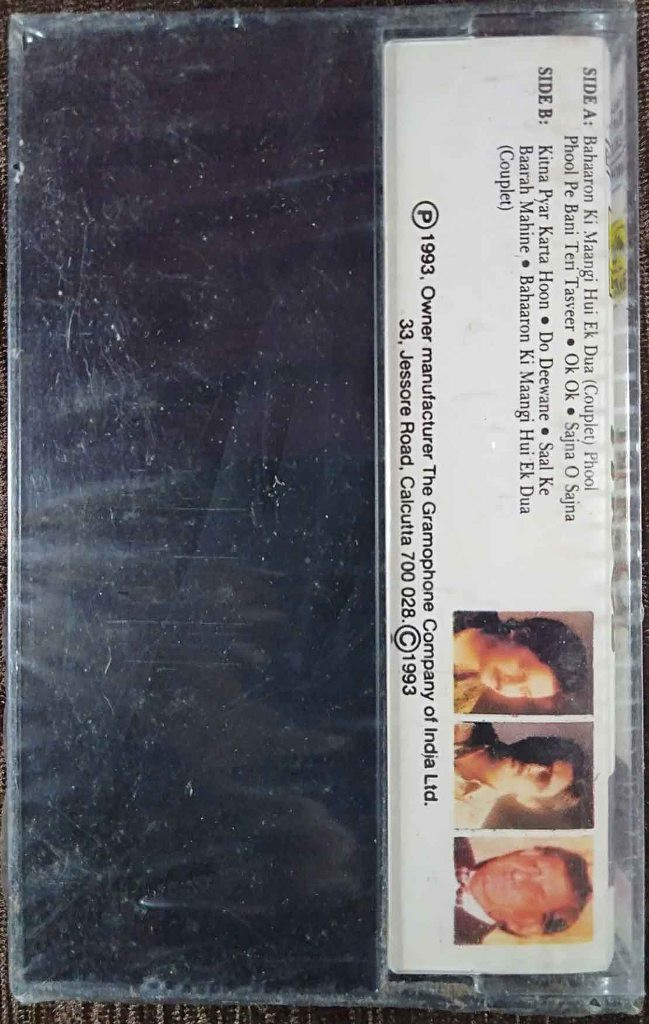 SIDE A: Bahaaron Ki Maangi Hui Ek Dua (Couplet) Phool
Phool Pe Bani Teri Tasveer • Ok Ok • Sajna O Sajna
SIDE B: Kitna Pyar Karta Hoon • Do Deewane • Saal Ke
Baarah Mahine • Bahaaron Ki Maangi Hui Ek Dua
(Couplet)
Ⓟ 1993, Owner manufacturer The Gramophone Company of India Ltd.
33, Jessore Road, Calcutta 700 028. Ⓒ 1993